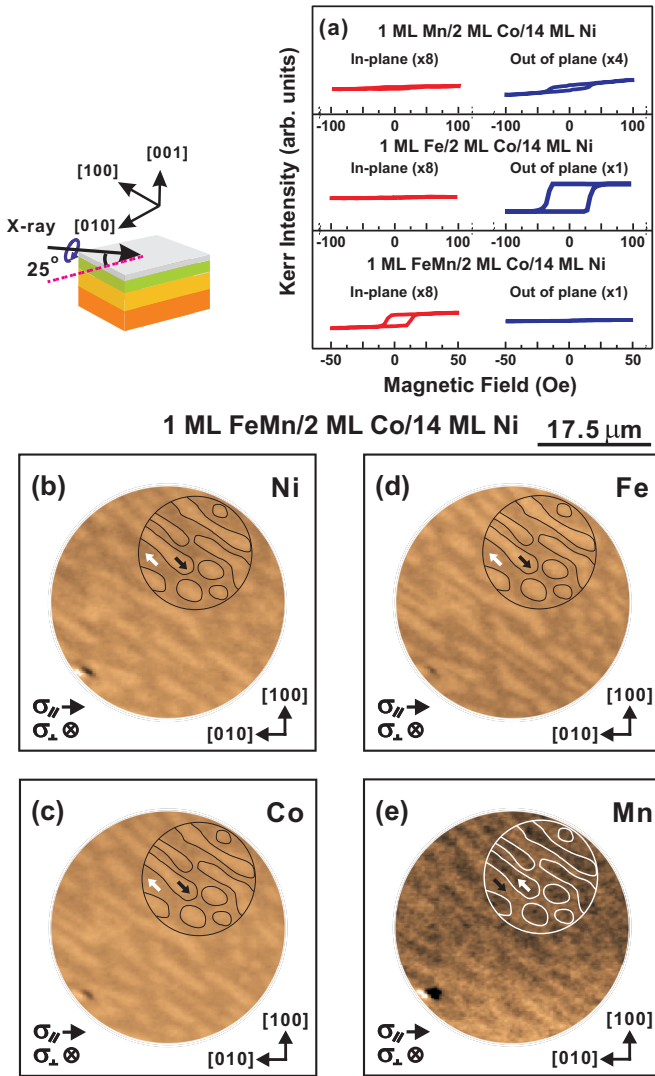 (a)
1 ML Mn/2 ML Co/14 ML Ni
In-plane (x8) Out of plane (x4)
-100 0 100 -100 0 100
1 ML Fe/2 ML Co/14 ML Ni
In-plane (x8) Out of plane (x1)
-100 0 100 -100 0 100
1 ML FeMn/2 ML Co/14 ML Ni
In-plane (x8) Out of plane (x1)
-50 0 50 -50 0 50
Magnetic Field (Oe)
Kerr Intensity (arb. units)
[001]
[100]
[010]
X-ray
25°
1 ML FeMn/2 ML Co/14 ML Ni 17.5 μm
(b) Ni
σ//
σ⊥
[100]
[010]
(d) Fe
σ//
σ⊥
[100]
[010]
(c) Co
σ//
σ⊥
[100]
[010]
(e) Mn
σ//
σ⊥
[100]
[010]